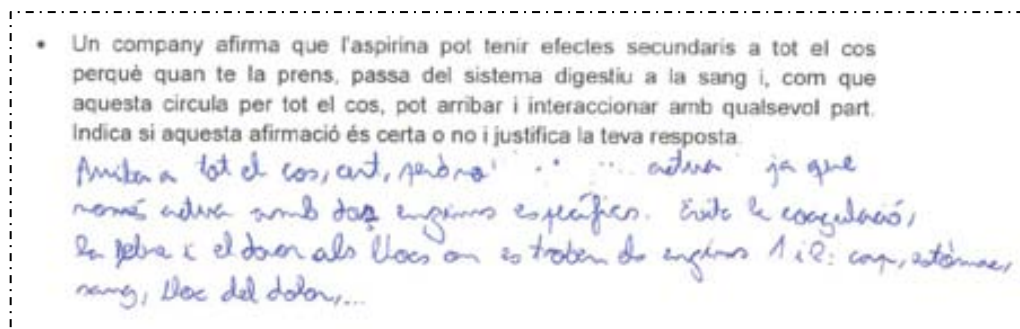 • Un company afirma que l'aspirina pot tenir efectes secundaris a tot el cos
perquè quan te la prens, passa del sistema digestiu a la sang i, com que
aquesta circula per tot el cos, pot arribar i interaccionar amb qualsevol part.
Indica si aquesta afirmació és certa o no i justifica la teva resposta.
Arriba a tot el cos, cert, però no actua ja que
només actua amb dos enzims específics. Evita la coagulació,
la febre i el dolor als llocs on es troben els enzims 1 i 2: cap, estómac,
sang, lloc del dolor,...